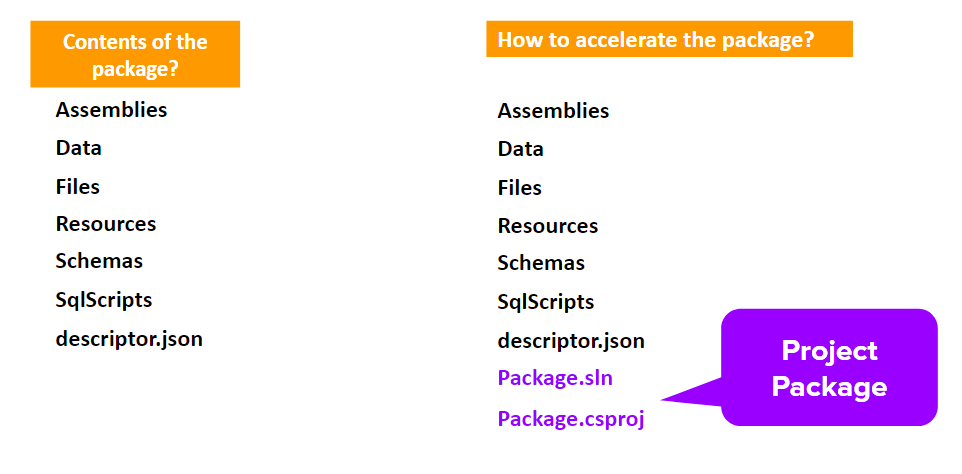 Contents of the
package?
Assemblies
Data
Files
Resources
Schemas
SqlScripts
descriptor.json
How to accelerate the package?
Assemblies
Data
Files
Resources
Schemas
SqlScripts
descriptor.json
Package.sln
Package.csproj
Project
Package